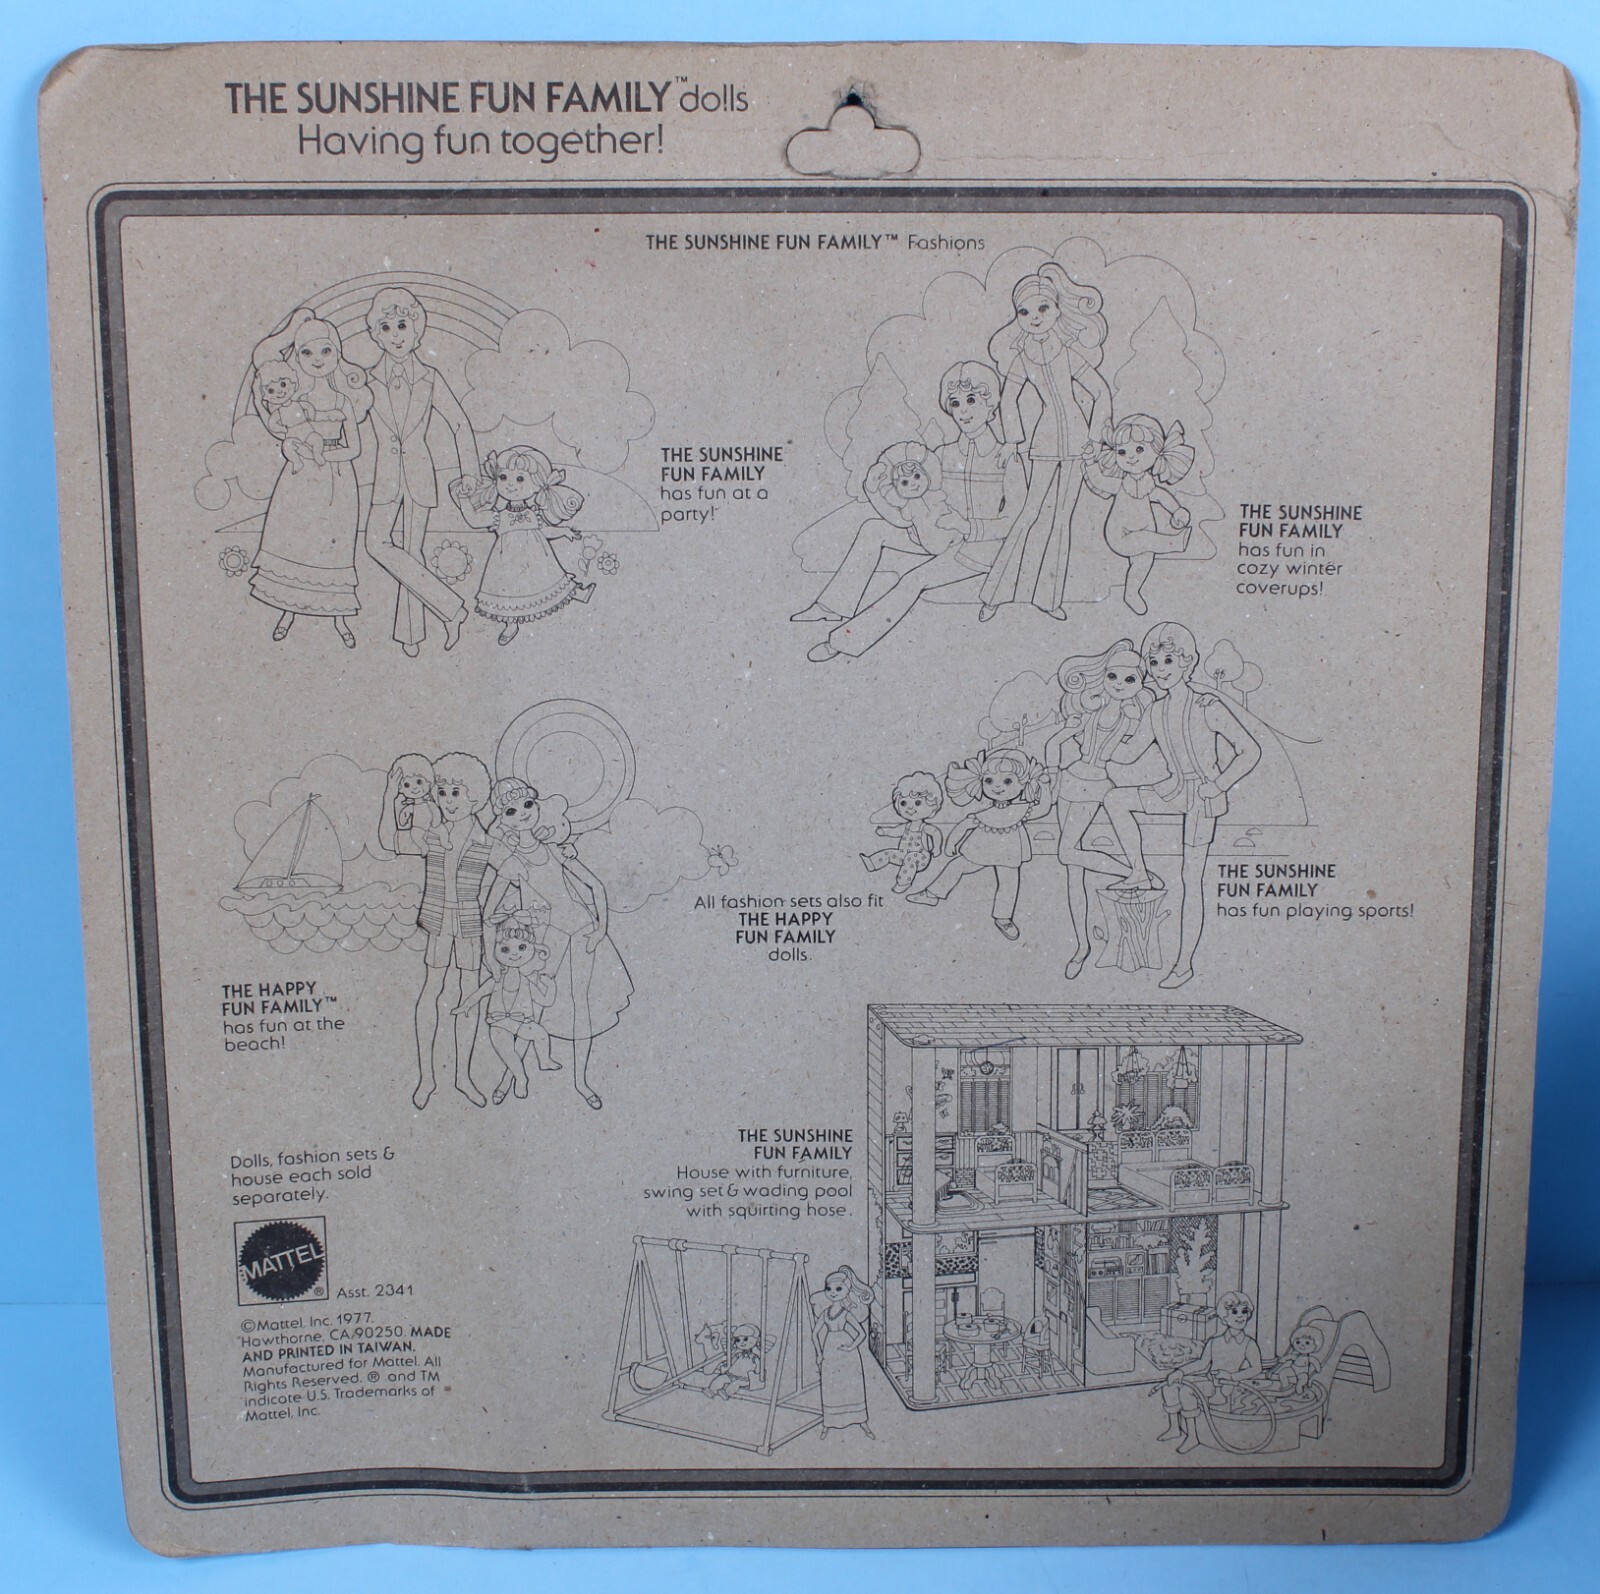 THE SUNSHINE FUN FAMILY™ dolls
Having fun together!
THE SUNSHINE FUN FAMILY™ Fashions
THE SUNSHINE
FUN FAMILY
has fun at a
party!
THE SUNSHINE
FUN FAMILY
has fun in
cozy winter
coverups!
THE HAPPY
FUN FAMILY™
has fun at the
beach!
All fashion sets also fit
THE HAPPY
FUN FAMILY
dolls.
THE SUNSHINE
FUN FAMILY
has fun playing sports!
Dolls, fashion sets &
house each sold
separately.
THE SUNSHINE
FUN FAMILY
House with furniture,
swing set & wading pool
with squirting hose.
MATTEL
® Asst. 2341
©Mattel, Inc. 1977.
Hawthorne, CA 90250. MADE
AND PRINTED IN TAIWAN.
Manufactured for Mattel. All
Rights Reserved. ® and TM
indicate U.S. Trademarks of
Mattel, Inc.